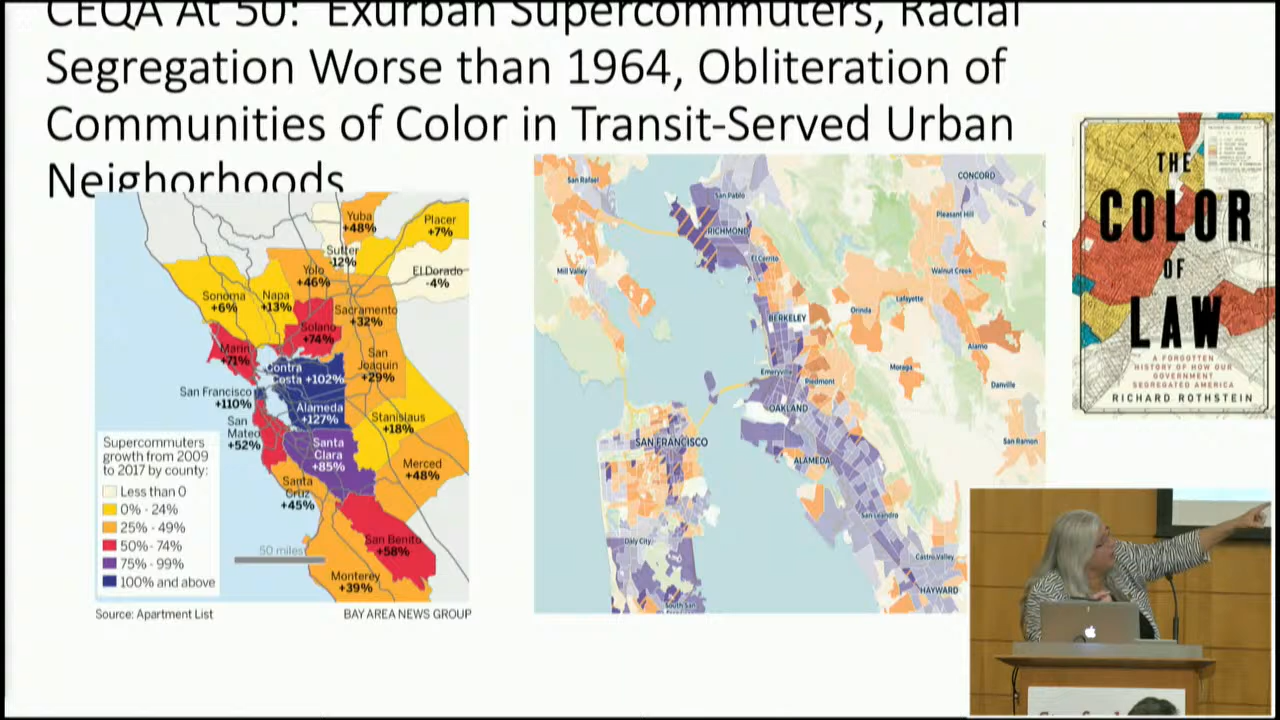 CEQA At 50: Exurban Supercommuters, Racial
Segregation Worse than 1964, Obliteration of
Communities of Color in Transit-Served Urban
Neighorhoods
Yuba
+48%
Placer
+7%
Sutter
-12%
El Dorado
-4%
Yolo
+46%
Sonoma
+6%
Napa
+13%
Sacramento
+32%
Solano
+74%
Marin
+71%
San
Joaquin
+29%
Contra
Costa +102%
San Francisco
+110%
Alameda
+127%
Stanislaus
+18%
San
Mateo
+52%
Santa
Clara
+85%
Merced
+48%
Santa
Cruz
+45%
San Benito
+58%
Monterey
+39%
50 miles
Supercommuters
growth from 2009
to 2017 by county:
Less than 0
0% - 24%
25% - 49%
50% - 74%
75% - 99%
100% and above
Source: Apartment List
BAY AREA NEWS GROUP
San Rafael
San Pablo
CONCORD
RICHMOND
Pleasant Hill
El Cerrito
Mill Valley
Walnut Creek
Lafayette
Orinda
BERKELEY
Alamo
Emeryville
Piedmont
Moraga
Danville
OAKLAND
SAN FRANCISCO
San Ramon
ALAMEDA
San Leandro
Daly City
Castro Valley
HAYWARD
South San
THE
COLOR
OF
LAW
A FORGOTTEN
HISTORY OF HOW OUR
GOVERNMENT
SEGREGATED AMERICA
RICHARD ROTHSTEIN